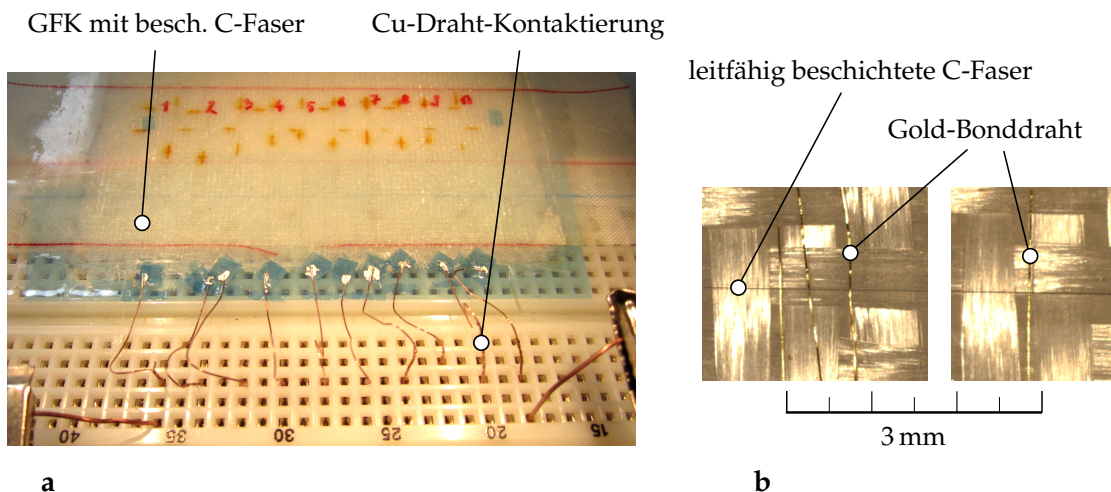 GFK mit besch. C-Faser
Cu-Draht-Kontaktierung
leitfähig beschichtete C-Faser
Gold-Bonddraht
1 2 3 4 5 6 7 8 9 10
40 35 30 25 20 15
3 mm
a
b